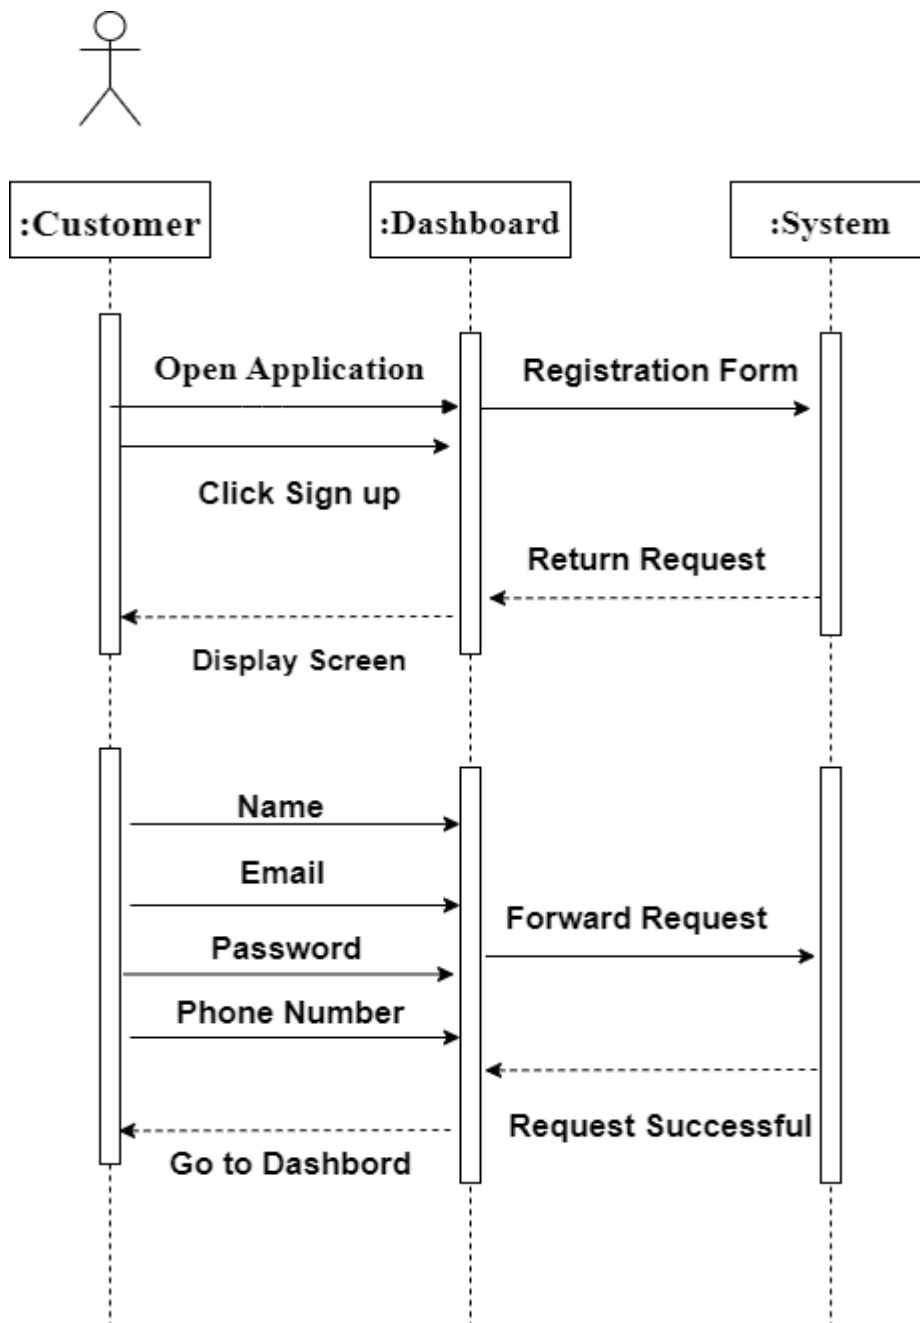 :Customer
:Dashboard
:System
Open Application
Registration Form
Click Sign up
Return Request
Display Screen
Name
Email
Forward Request
Password
Phone Number
Request Successful
Go to Dashbord